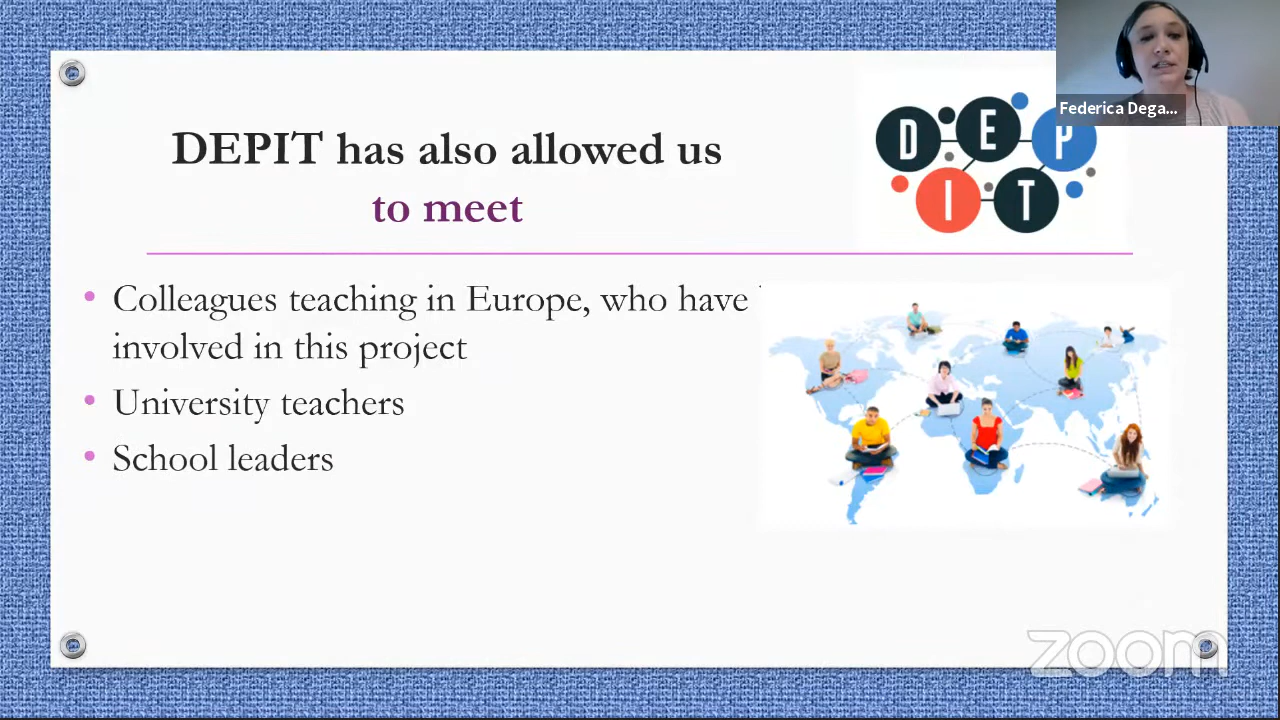 DEPIT has also allowed us
to meet
D E P
I T
Federica Dega...
• Colleagues teaching in Europe, who have
involved in this project
• University teachers
• School leaders
zoom